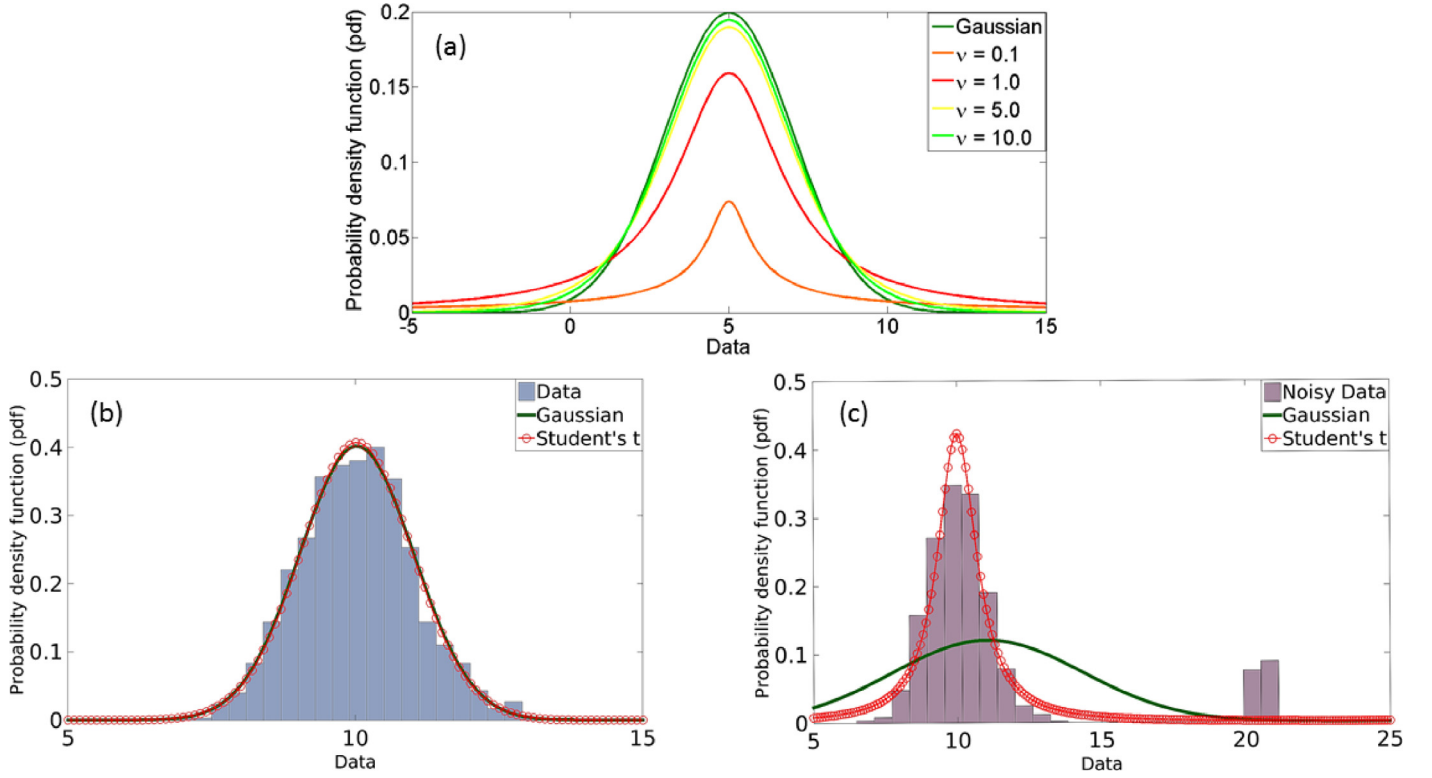 (a)
Probability density function (pdf)
0.2
0.15
0.1
0.05
0
-5
0
5
10
15
Data
Gaussian
ν = 0.1
ν = 1.0
ν = 5.0
ν = 10.0
(b)
Probability density function (pdf)
0.5
0.4
0.3
0.2
0.1
0
5
10
15
Data
Data
Gaussian
Student's t
(c)
Probability density function (pdf)
0.5
0.4
0.3
0.2
0.1
0
5
10
15
20
25
Data
Noisy Data
Gaussian
Student's t